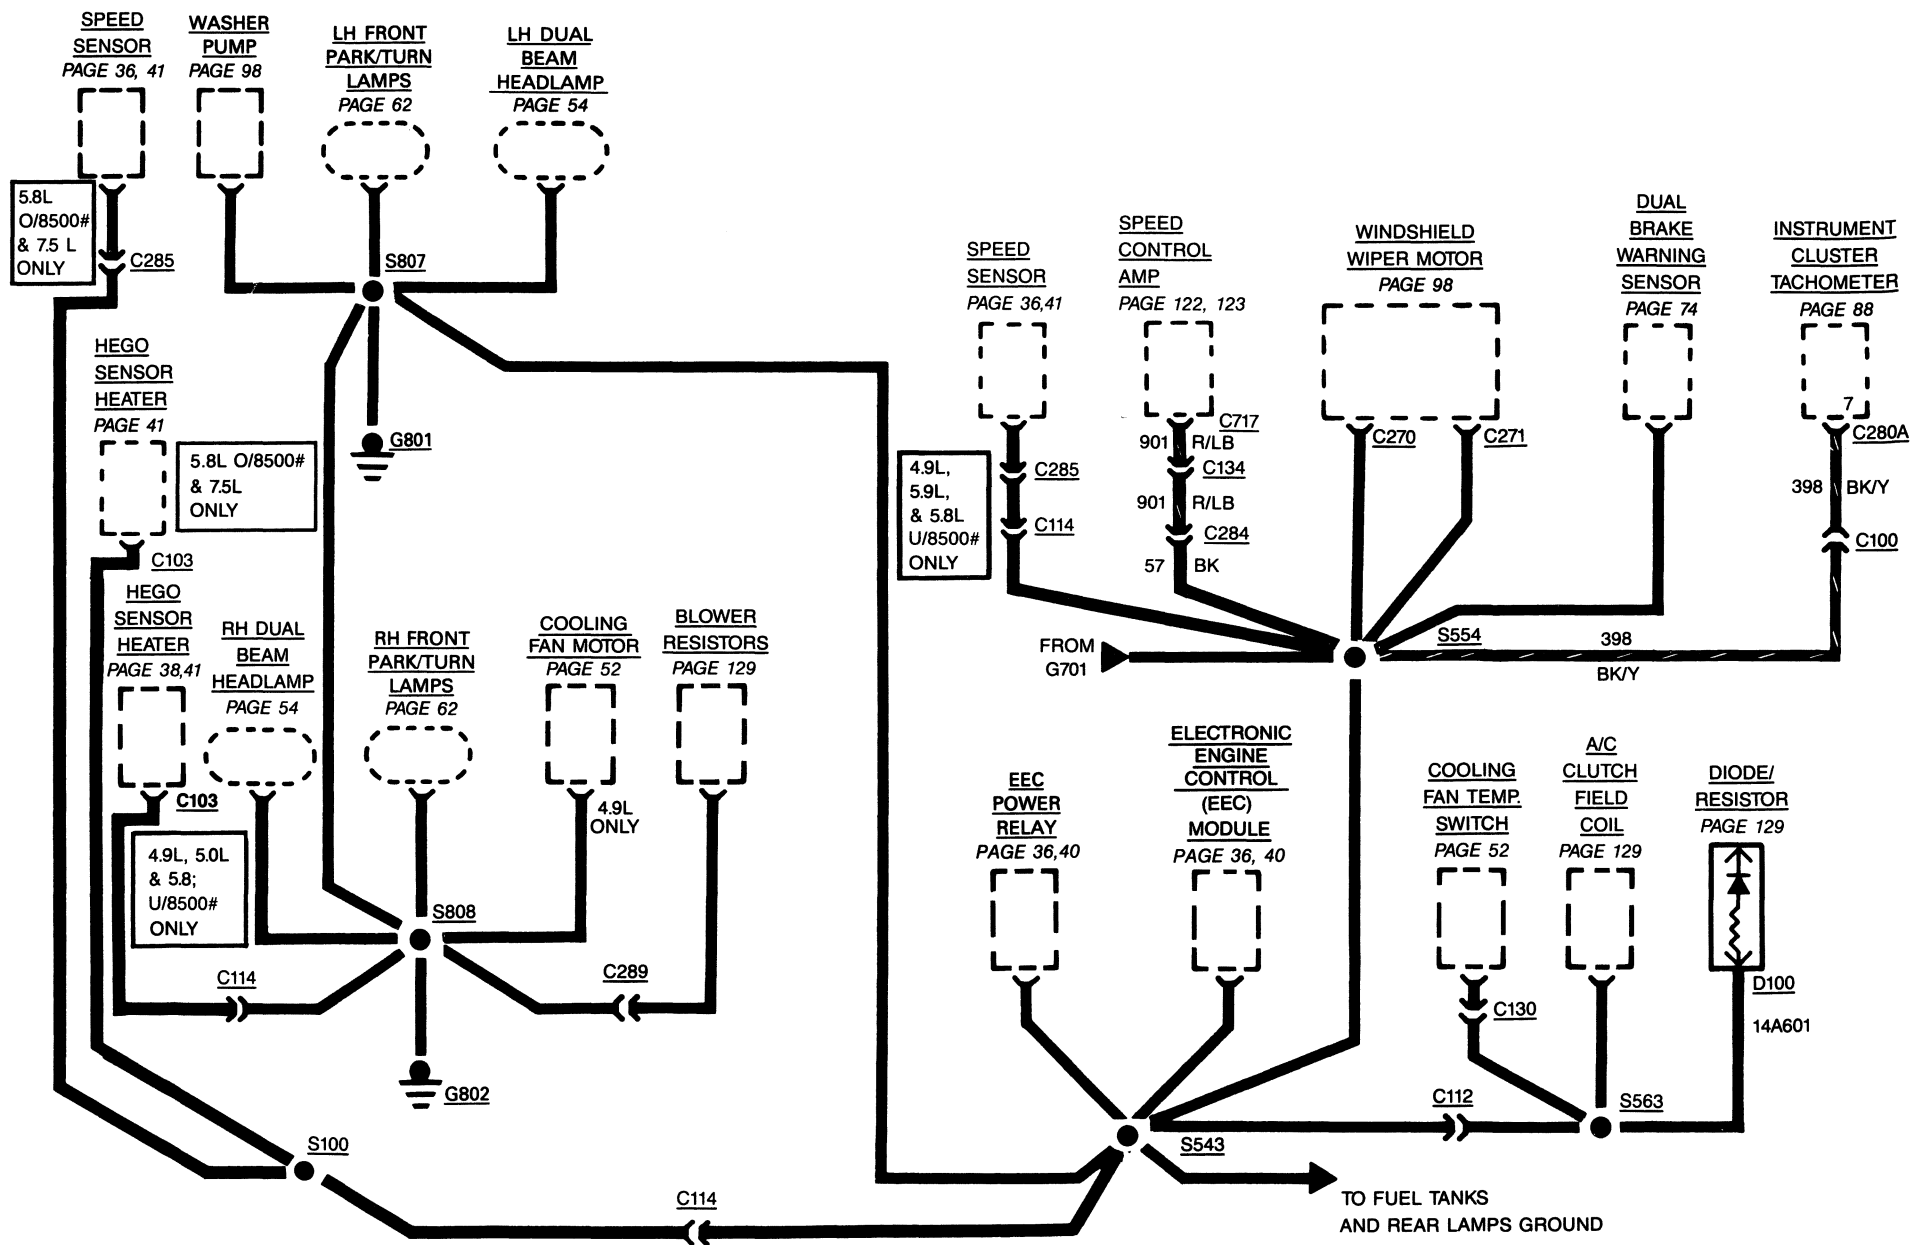 SPEED
SENSOR
PAGE 36, 41
WASHER
PUMP
PAGE 98
LH FRONT
PARK/TURN
LAMPS
PAGE 62
LH DUAL
BEAM
HEADLAMP
PAGE 54
5.8L
O/8500#
& 7.5 L
ONLY
C285
S807
G801
HEGO
SENSOR
HEATER
PAGE 41
5.8L O/8500#
& 7.5L
ONLY
C103
HEGO
SENSOR
HEATER
PAGE 38,41
C103
4.9L, 5.0L
& 5.8;
U/8500#
ONLY
RH DUAL
BEAM
HEADLAMP
PAGE 54
RH FRONT
PARK/TURN
LAMPS
PAGE 62
COOLING
FAN MOTOR
PAGE 52
4.9L
ONLY
BLOWER
RESISTORS
PAGE 129
S808
C114
C289
G802
S100
C114
SPEED
SENSOR
PAGE 36,41
4.9L,
5.9L,
& 5.8L
U/8500#
ONLY
C285
C114
SPEED
CONTROL
AMP
PAGE 122, 123
C717
901 R/LB
C134
901 R/LB
C284
57 BK
WINDSHIELD
WIPER MOTOR
PAGE 98
C270
C271
DUAL
BRAKE
WARNING
SENSOR
PAGE 74
INSTRUMENT
CLUSTER
TACHOMETER
PAGE 88
7
C280A
398 BK/Y
C100
FROM
G701
S554
398
BK/Y
EEC
POWER
RELAY
PAGE 36,40
ELECTRONIC
ENGINE
CONTROL
(EEC)
MODULE
PAGE 36, 40
COOLING
FAN TEMP.
SWITCH
PAGE 52
C130
A/C
CLUTCH
FIELD
COIL
PAGE 129
DIODE/
RESISTOR
PAGE 129
D100
14A601
C112
S563
S543
TO FUEL TANKS
AND REAR LAMPS GROUND